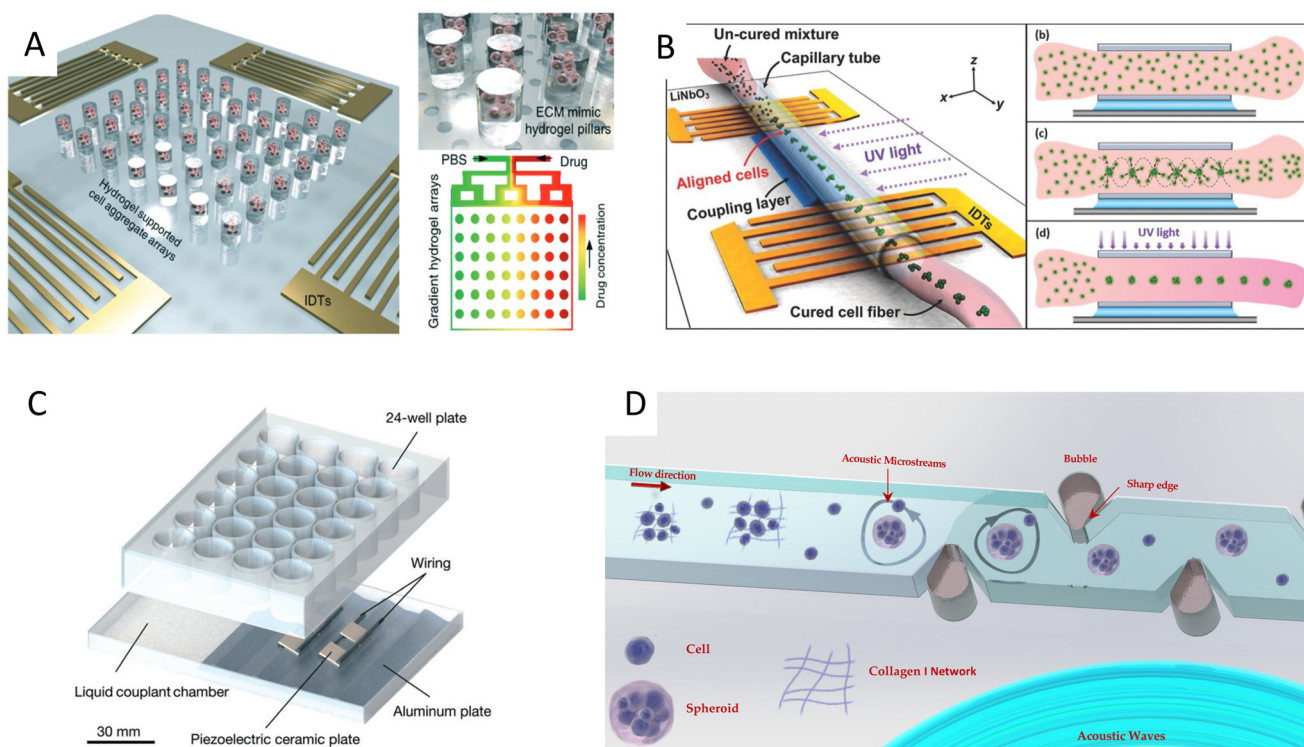 A
Hydrogel supported
cell aggregate arrays
IDTs
ECM mimic
hydrogel pillars
PBS
Drug
Gradient hydrogel arrays
Drug concentration
B
Un-cured mixture
Capillary tube
LiNbO₃
z
x
y
UV light
Aligned cells
Coupling layer
IDTs
Cured cell fiber
(b)
(c)
(d)
UV light
C
24-well plate
Wiring
Liquid couplant chamber
Aluminum plate
30 mm
Piezoelectric ceramic plate
D
Flow direction
Acoustic Microstreams
Bubble
Sharp edge
Cell
Spheroid
Collagen I Network
Acoustic Waves